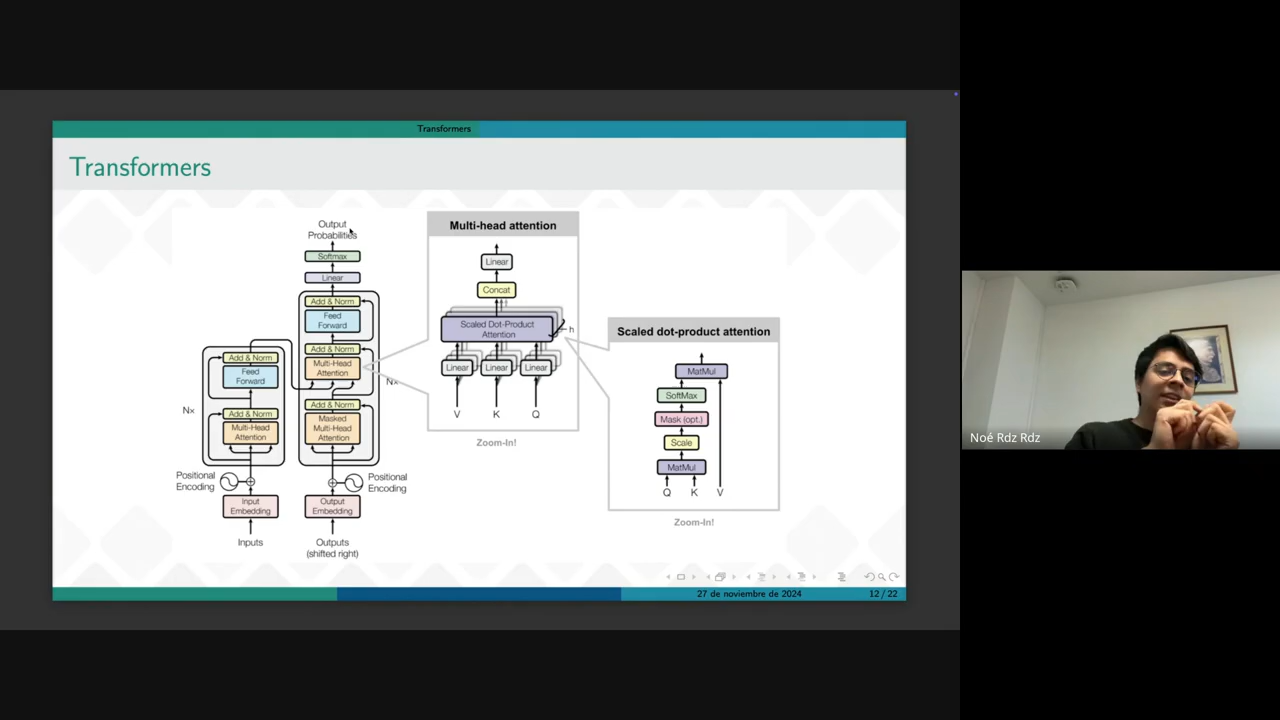 Transformers
Transformers
Output
Probabilities
Softmax
Linear
Add & Norm
Feed
Forward
Add & Norm
Multi-Head
Attention
Add & Norm
Masked
Multi-Head
Attention
Nx
Positional
Encoding
Output
Embedding
Outputs
(shifted right)
Add & Norm
Feed
Forward
Add & Norm
Multi-Head
Attention
Nx
Positional
Encoding
Input
Embedding
Inputs
Multi-head attention
Linear
Concat
Scaled Dot-Product
Attention
h
Linear Linear Linear
V K Q
Zoom-In!
Scaled dot-product attention
MatMul
SoftMax
Mask (opt.)
Scale
MatMul
Q K V
Zoom-In!
27 de noviembre de 2024 12 / 22
Noé Rdz Rdz